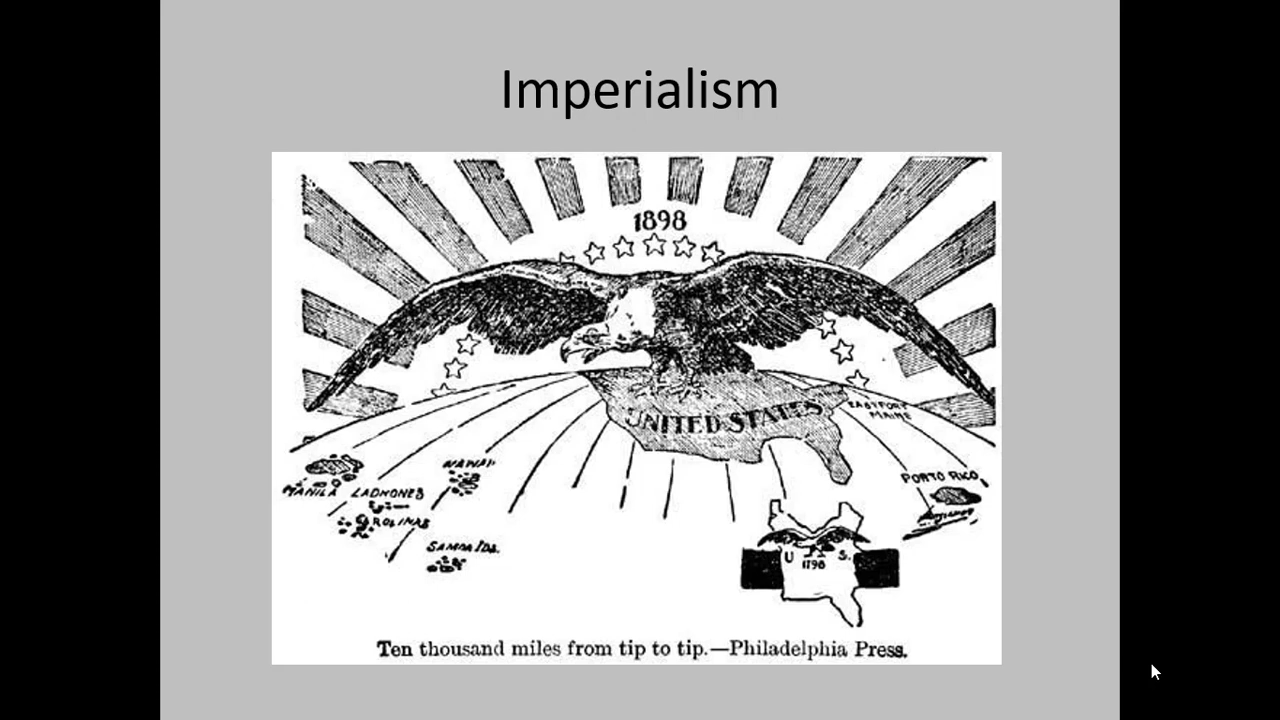 Imperialism
1898
UNITED STATES
EASTPORT
MAINE
HAWAII
MANILA
LADRONES
PORTO RICO
CAROLINAS
SAMOA IDS.
U S.
1798
Ten thousand miles from tip to tip.—Philadelphia Press.